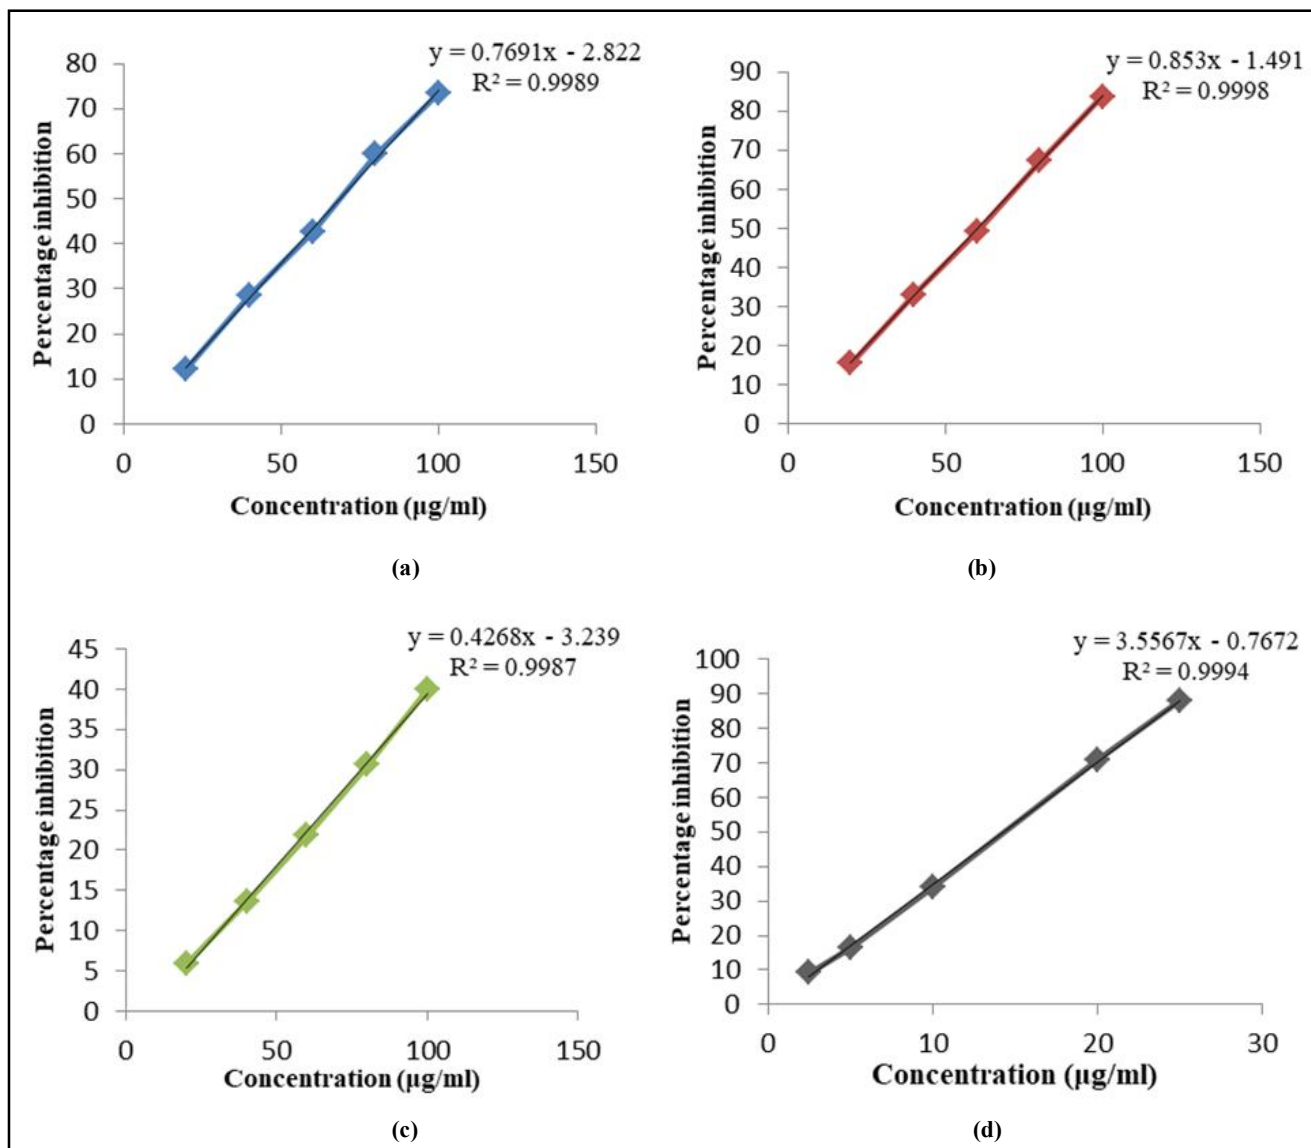 y = 0.7691x - 2.822
R² = 0.9989
80
70
60
50
40
30
20
10
0
0 50 100 150
Percentage inhibition
Concentration (µg/ml)
(a)
y = 0.853x - 1.491
R² = 0.9998
90
80
70
60
50
40
30
20
10
0
0 50 100 150
Percentage inhibition
Concentration (µg/ml)
(b)
y = 0.4268x - 3.239
R² = 0.9987
45
40
35
30
25
20
15
10
5
0
0 50 100 150
Percentage inhibition
Concentration (µg/ml)
(c)
y = 3.5567x - 0.7672
R² = 0.9994
100
90
80
70
60
50
40
30
20
10
0
0 10 20 30
Percentage inhibition
Concentration (µg/ml)
(d)